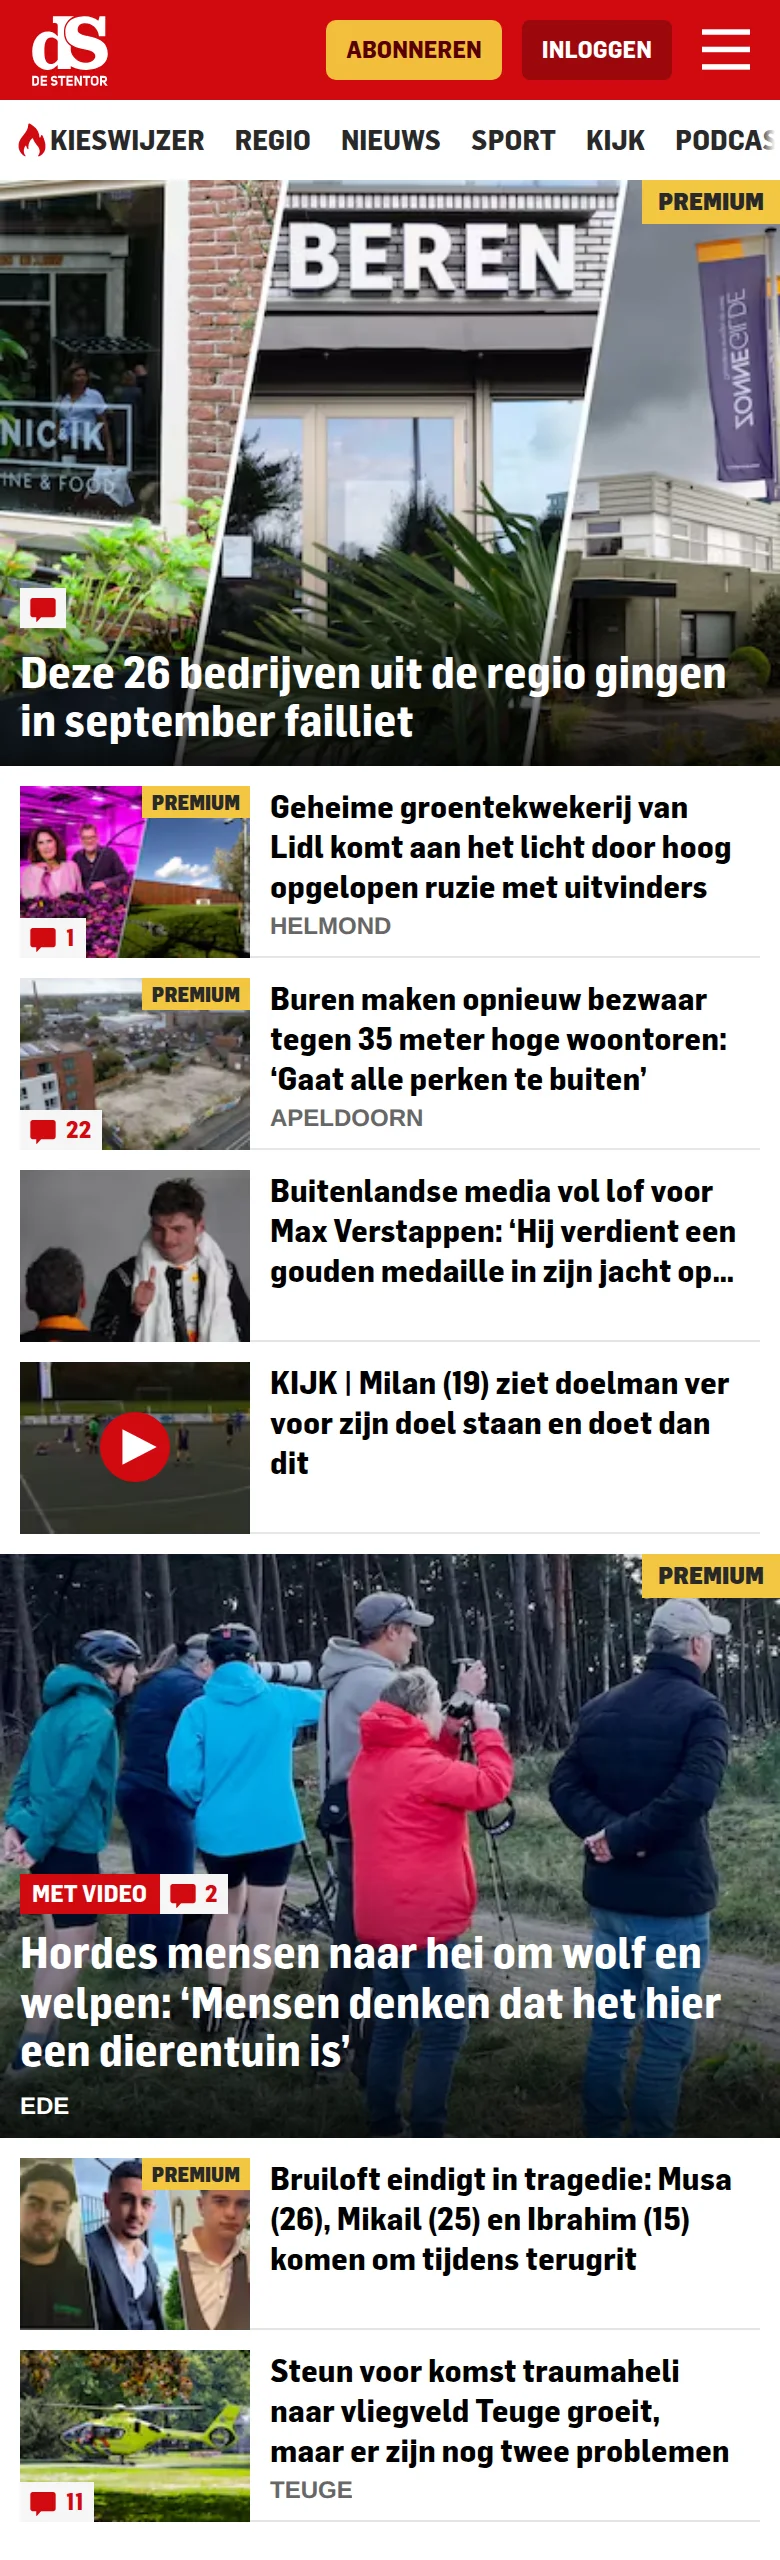 dS
DE STENTOR
ABONNEREN
INLOGGEN
KIESWIJZER REGIO NIEUWS SPORT KIJK PODCAS
PREMIUM
BEREN
ZONNEGILDE
NIC IK
INE & FOOD
Deze 26 bedrijven uit de regio gingen
in september failliet
PREMIUM
1
Geheime groentekwekerij van
Lidl komt aan het licht door hoog
opgelopen ruzie met uitvinders
HELMOND
PREMIUM
22
Buren maken opnieuw bezwaar
tegen 35 meter hoge woontoren:
‘Gaat alle perken te buiten’
APELDOORN
Buitenlandse media vol lof voor
Max Verstappen: ‘Hij verdient een
gouden medaille in zijn jacht op...
KIJK | Milan (19) ziet doelman ver
voor zijn doel staan en doet dan
dit
PREMIUM
MET VIDEO
2
Hordes mensen naar hei om wolf en
welpen: ‘Mensen denken dat het hier
een dierentuin is’
EDE
PREMIUM
Bruiloft eindigt in tragedie: Musa
(26), Mikail (25) en Ibrahim (15)
komen om tijdens terugrit
11
Steun voor komst traumaheli
naar vliegveld Teuge groeit,
maar er zijn nog twee problemen
TEUGE